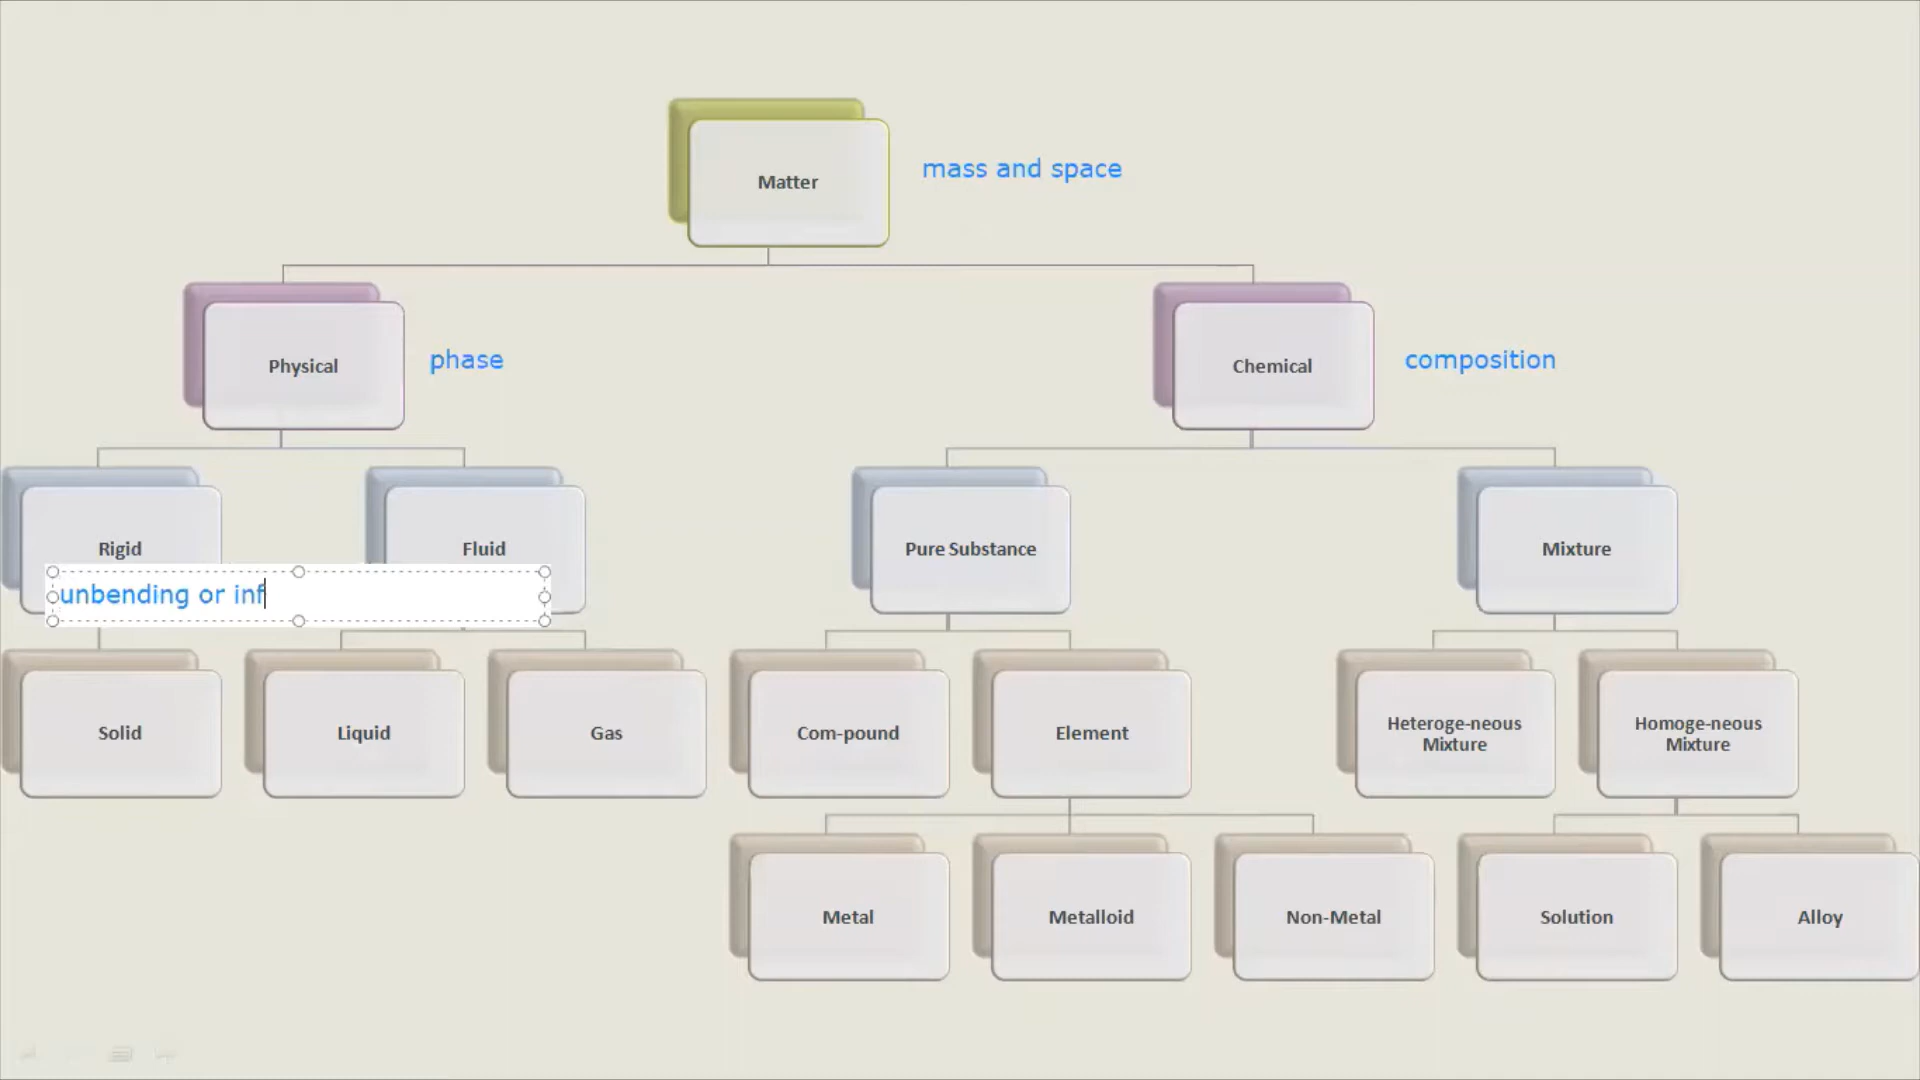 Matter
mass and space
Physical
phase
Chemical
composition
Rigid
Fluid
Pure Substance
Mixture
unbending or inf
Solid
Liquid
Gas
Com-pound
Element
Heteroge-neous
Mixture
Homoge-neous
Mixture
Metal
Metalloid
Non-Metal
Solution
Alloy